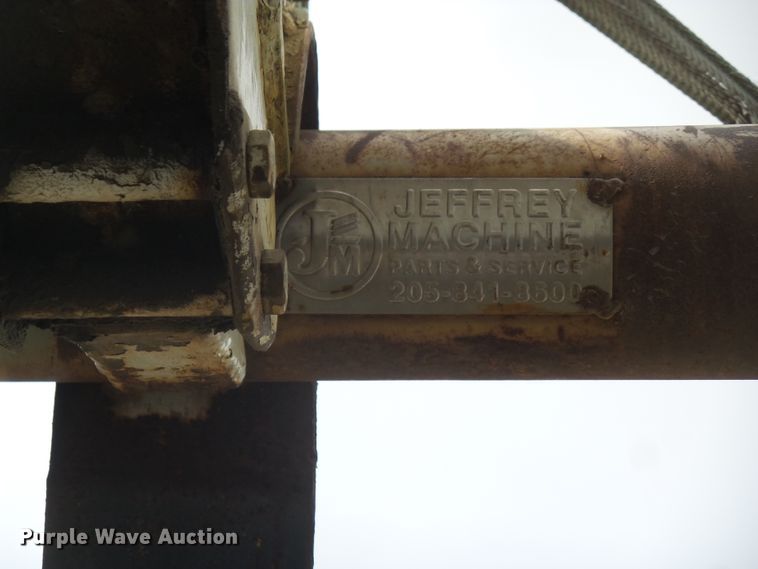 JM
JEFFREY
MACHINE
PARTS & SERVICE
205-841-8600
Purple Wave Auction